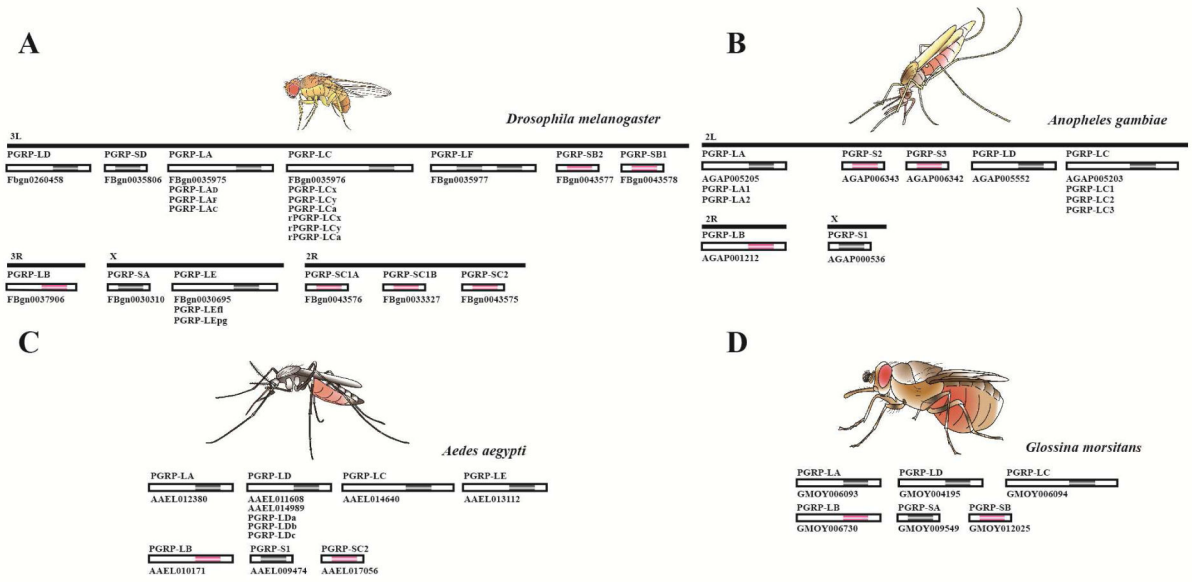 A
Drosophila melanogaster
3L
PGRP-LD PGRP-SD PGRP-LA PGRP-LC PGRP-LF PGRP-SB2 PGRP-SB1
Fbgn0260458 FBgn0035806 FBgn0035975 FBgn0035976 FBgn0035977 FBgn0043577 FBgn0043578
PGRP-LAD PGRP-LCx
PGRP-LAF PGRP-LCy
PGRP-LAC PGRP-LCa
rPGRP-LCx
rPGRP-LCy
rPGRP-LCa
3R X 2R
PGRP-LB PGRP-SA PGRP-LE PGRP-SC1A PGRP-SC1B PGRP-SC2
FBgn0037906 FBgn0030310 FBgn0030695 FBgn0043576 FBgn0033327 FBgn0043575
PGRP-LEfl
PGRP-LEpg
B
Anopheles gambiae
2L
PGRP-LA PGRP-S2 PGRP-S3 PGRP-LD PGRP-LC
AGAP005205 AGAP006343 AGAP006342 AGAP005552 AGAP005203
PGRP-LA1 PGRP-LC1
PGRP-LA2 PGRP-LC2
PGRP-LC3
2R X
PGRP-LB PGRP-S1
AGAP001212 AGAP000536
C
Aedes aegypti
PGRP-LA PGRP-LD PGRP-LC PGRP-LE
AAEL012380 AAEL011608 AAEL014640 AAEL013112
AAEL014989
PGRP-LDa
PGRP-LDb
PGRP-LDc
PGRP-LB PGRP-S1 PGRP-SC2
AAEL010171 AAEL009474 AAEL017056
D
Glossina morsitans
PGRP-LA PGRP-LD PGRP-LC
GMOY006093 GMOY004195 GMOY006094
PGRP-LB PGRP-SA PGRP-SB
GMOY006730 GMOY009549 GMOY012025